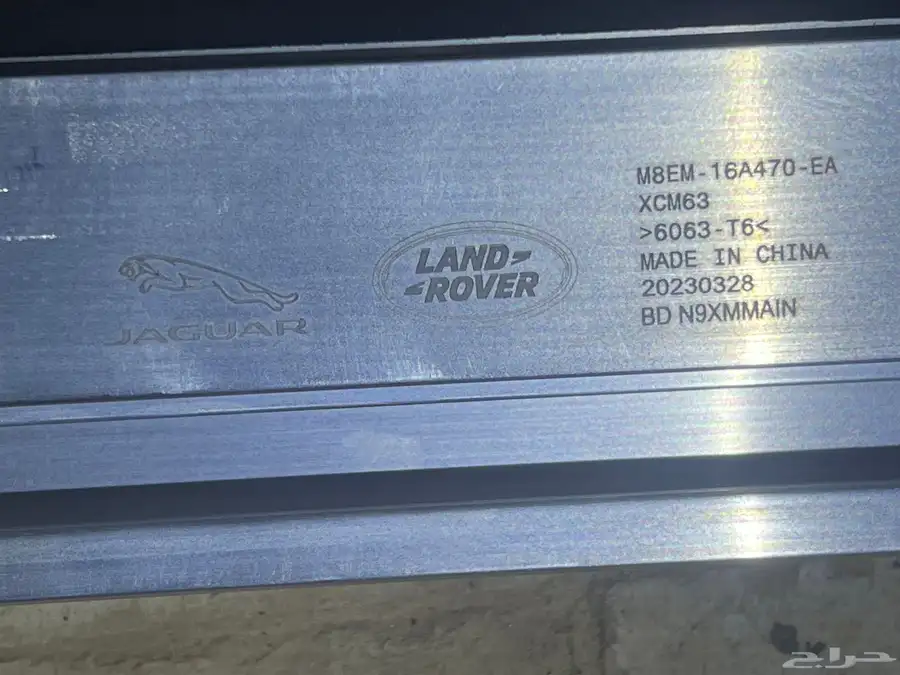 JAGUAR
LAND
ROVER
M8EM-16A470-EA
XCM63
>6063-T6<
MADE IN CHINA
20230328
BD N9XMMAIN
حراج